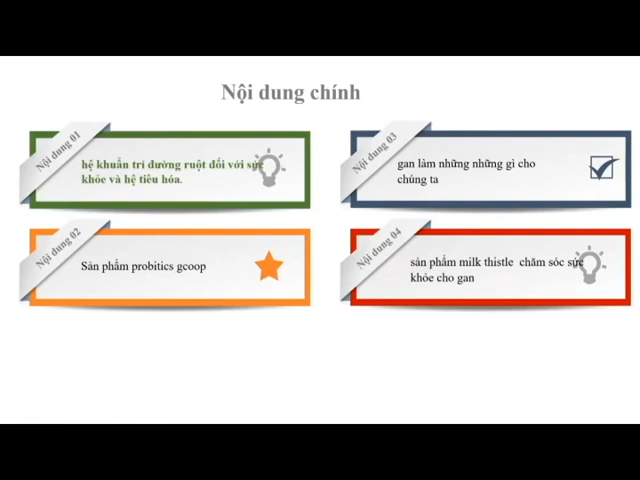 Nội dung chính
Nội dung 01
hệ khuẩn trí đường ruột đối với sức
khỏe và hệ tiêu hóa.
Nội dung 03
gan làm những những gì cho
chúng ta
Nội dung 02
Sản phẩm probitics gcoop
Nội dung 04
sản phẩm milk thistle chăm sóc sức
khỏe cho gan